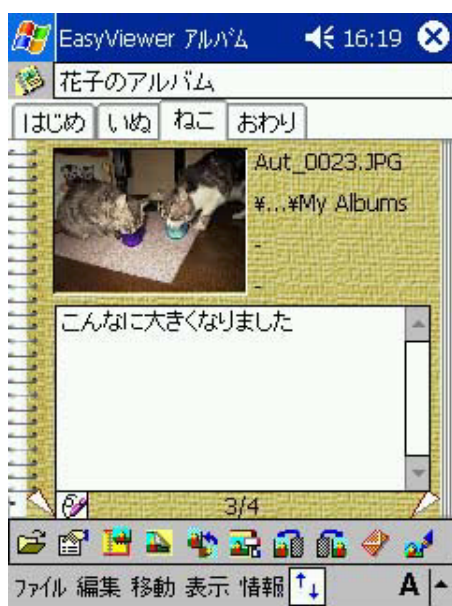 EasyViewer ｱﾙﾊﾞﾑ 16:19
花子のアルバム
はじめ いぬ ねこ おわり
Aut_0023.JPG
¥...¥My Albums
-
-
こんなに大きくなりました
3/4
ﾌｧｲﾙ 編集 移動 表示 情報 A